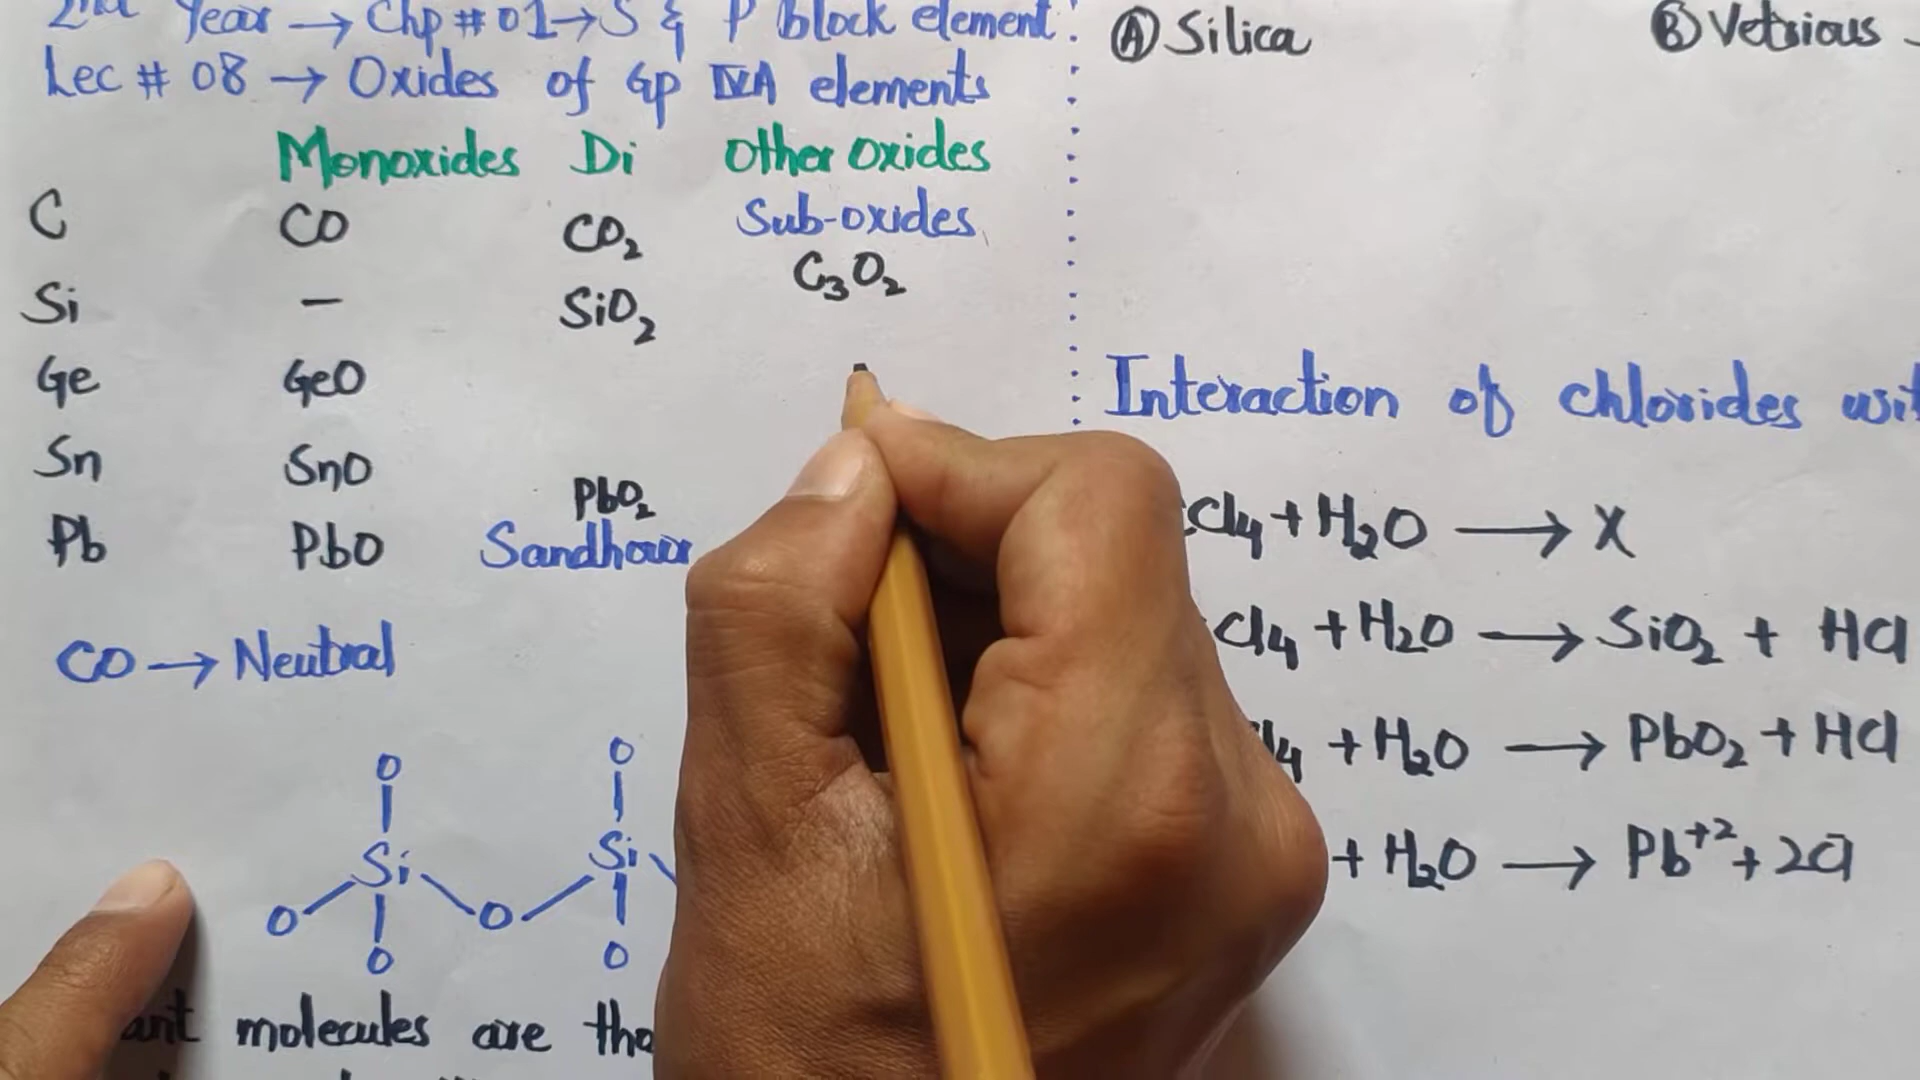 2nd Year → Chp # 01 → S & P block element
Lec # 08 → Oxides of Gp IVA elements
Monoxides Di Other oxides
C CO CO₂ Sub-oxides
C₃O₂
Si – SiO₂
Ge GeO
Sn SnO
PbO₂
Pb PbO
CO → Neutral
O O
Si Si
O O
O O
molecules are
Ⓐ Silica Ⓑ Vetrious
Interaction of chlorides
Cl₄ + H₂O → X
Cl₄ + H₂O → SiO₂ + HCl
+ H₂O → PbO₂ + HCl
+ H₂O → Pb⁺² + 2Cl̄